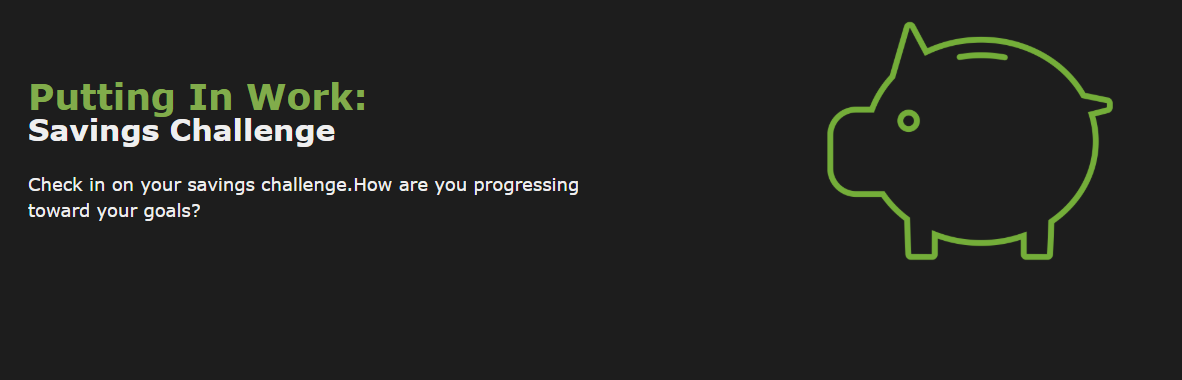 Putting In Work:
Savings Challenge
Check in on your savings challenge.How are you progressing
toward your goals?